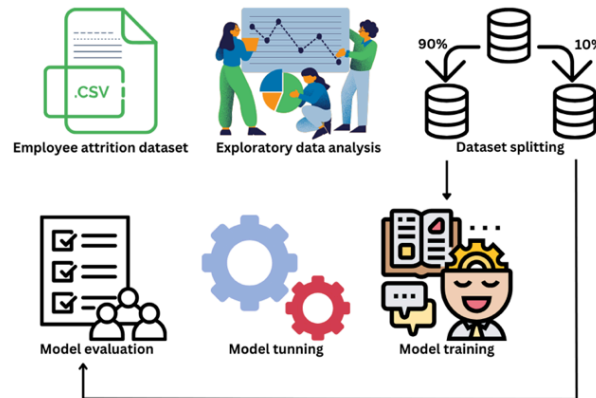 90%
10%
.CSV
Employee attrition dataset
Exploratory data analysis
Dataset splitting
Model evaluation
Model tunning
Model training